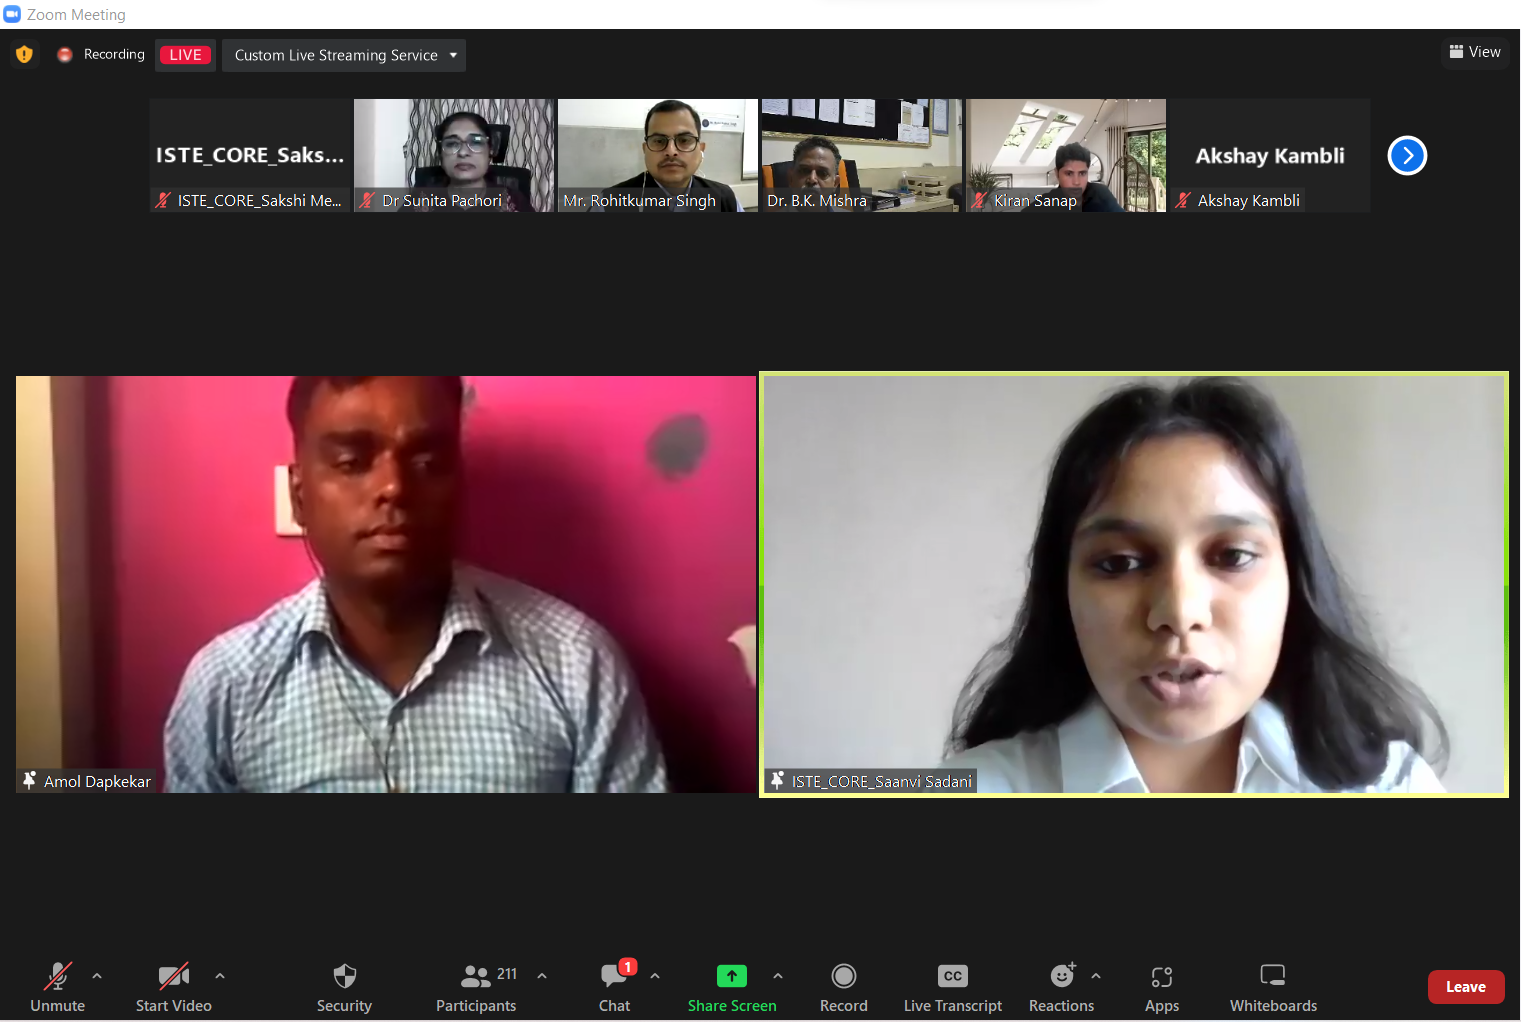 Zoom Meeting
Recording
LIVE
Custom Live Streaming Service
View
ISTE_CORE_Saks...
Akshay Kambli
ISTE_CORE_Sakshi Me...
Dr Sunita Pachori
Mr. Rohitkumar Singh
Dr. B.K. Mishra
Kiran Sanap
Akshay Kambli
Amol Dapkekar
ISTE_CORE_Saanvi Sadani
Unmute
Start Video
Security
211
Participants
1
Chat
Share Screen
Record
CC
Live Transcript
Reactions
Apps
Whiteboards
Leave